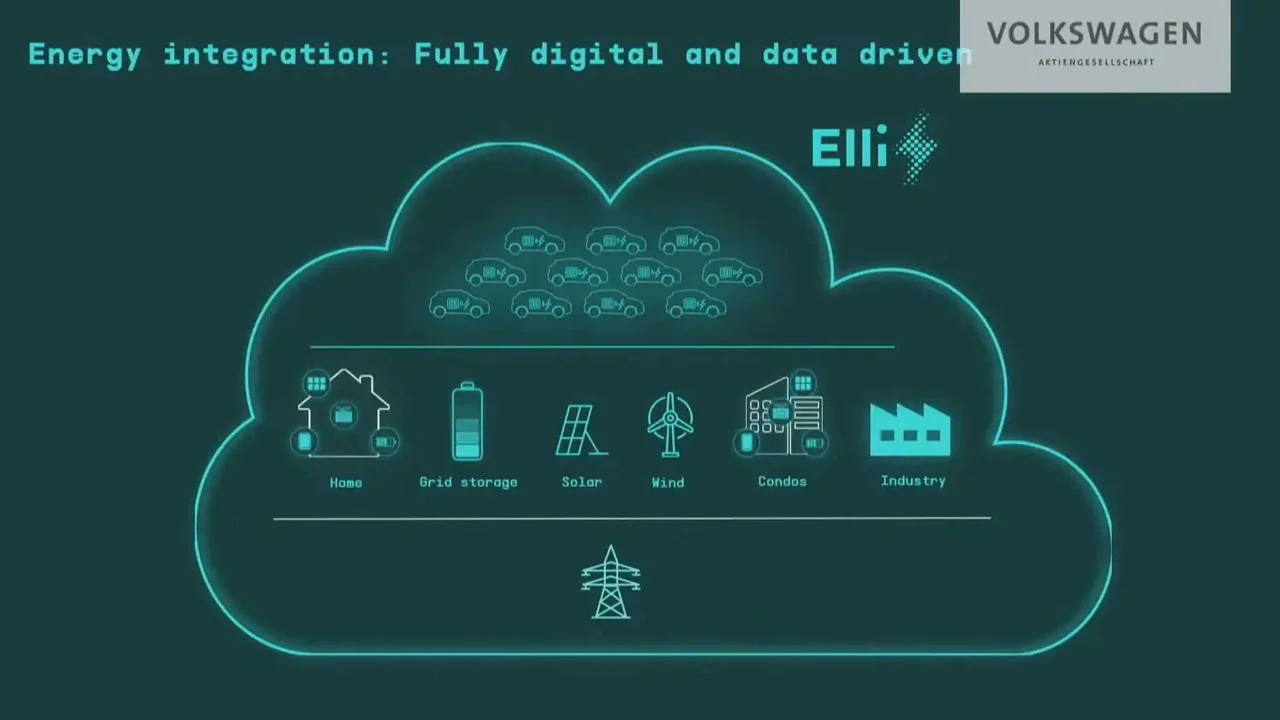 Energy integration: Fully digital and data driven
VOLKSWAGEN
AKTIENGESELLSCHAFT
Elli
Home
Grid storage
Solar
Wind
Condos
Industry